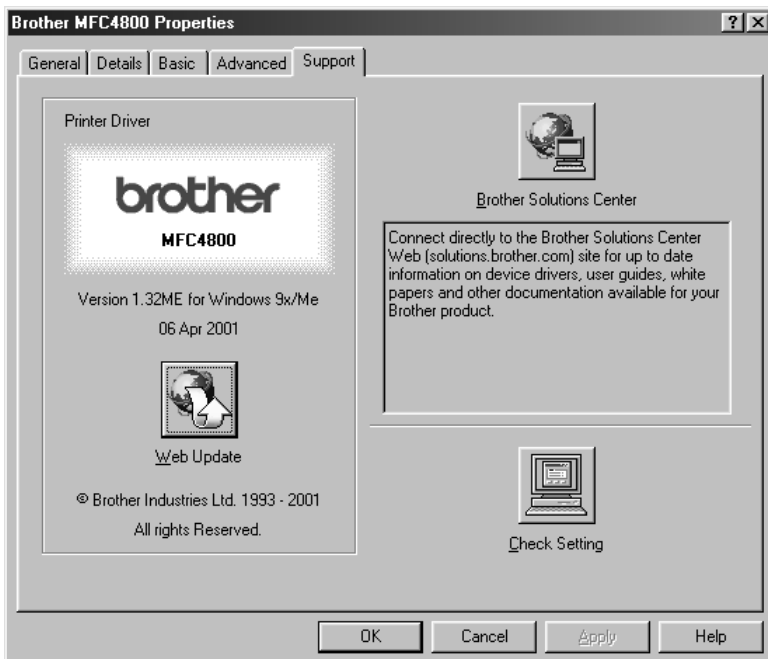 Brother MFC4800 Properties
General
Details
Basic
Advanced
Support
Printer Driver
brother
MFC4800
Version 1.32ME for Windows 9x/Me
06 Apr 2001
Web Update
© Brother Industries Ltd. 1993 - 2001
All rights Reserved.
Brother Solutions Center
Connect directly to the Brother Solutions Center
Web (solutions.brother.com) site for up to date
information on device drivers, user guides, white
papers and other documentation available for your
Brother product.
Check Setting
OK
Cancel
Apply
Help